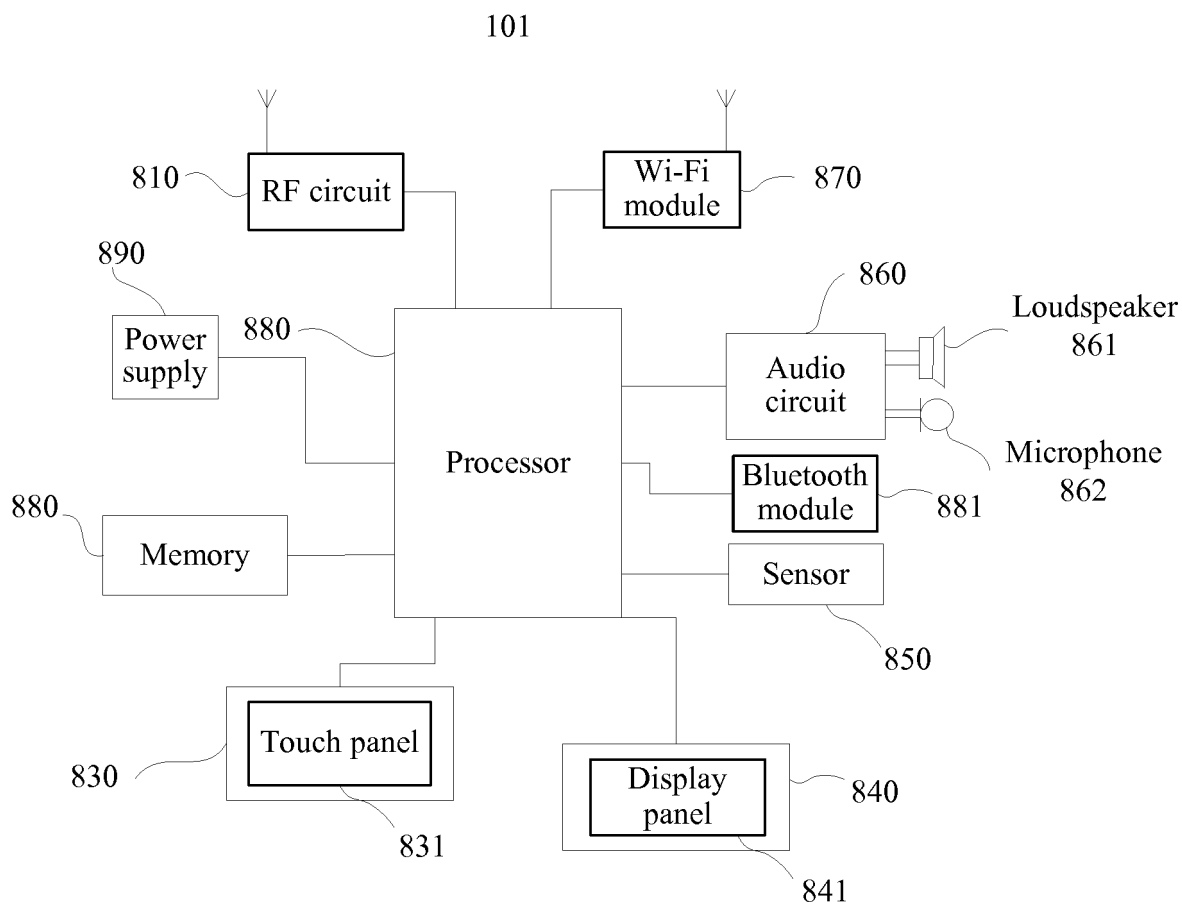 101
810
RF circuit
Wi-Fi
module
870
890
Power
supply
880
Processor
860
Audio
circuit
Loudspeaker
861
Microphone
862
Bluetooth
module
881
880
Memory
Sensor
850
Touch panel
830
831
Display
panel
840
841